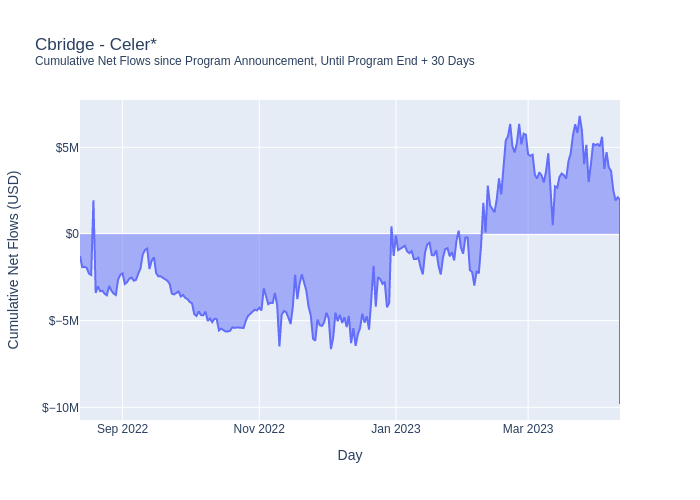 Cbridge - Celer*
Cumulative Net Flows since Program Announcement, Until Program End + 30 Days
Cumulative Net Flows (USD)
$5M
$0
$−5M
$−10M
Sep 2022
Nov 2022
Jan 2023
Mar 2023
Day